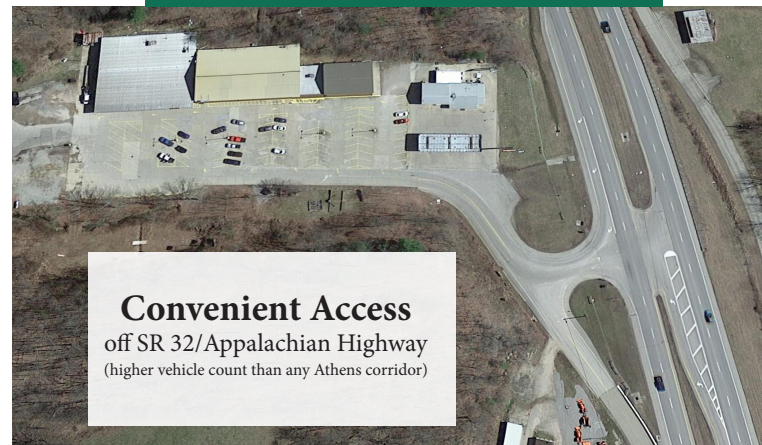 Convenient Access
off SR 32/Appalachian Highway
(higher vehicle count than any Athens corridor)